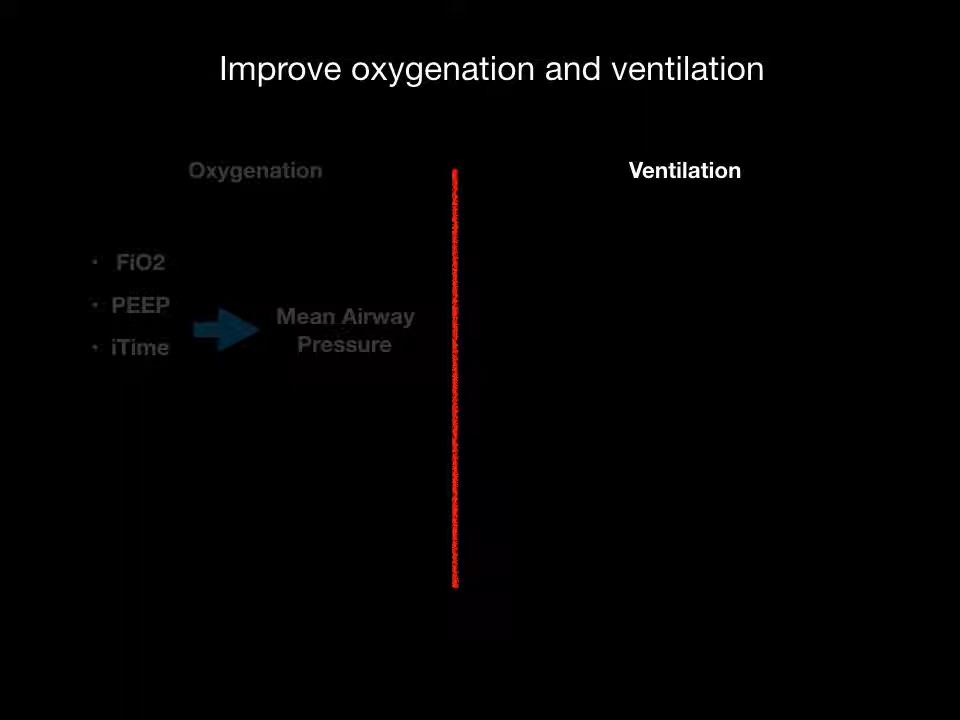 Improve oxygenation and ventilation
Oxygenation
Ventilation
• FiO2
• PEEP
• iTime
Mean Airway
Pressure